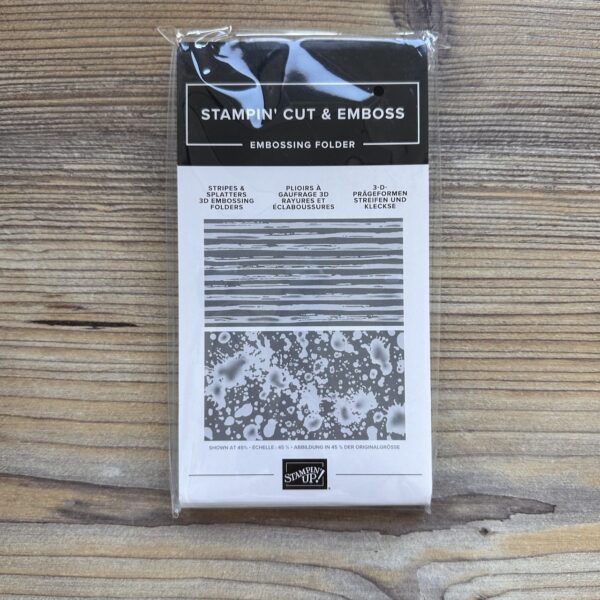 STAMPIN' CUT & EMBOSS
EMBOSSING FOLDER
STRIPES &
SPLATTERS
3D EMBOSSING
FOLDERS
PLIOIRS À
GAUFRAGE 3D
RAYURES ET
ÉCLABOUSSURES
3-D-
PRÄGEFORMEN
STREIFEN UND
KLECKSE
SHOWN AT 45% • ÉCHELLE : 45 % • ABBILDUNG IN 45 % DER ORIGINALGRÖSSE
STAMPIN'
UP!